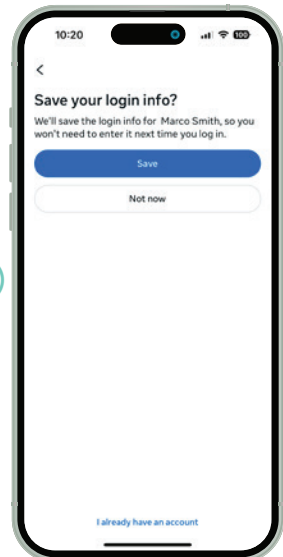 10:20
100
Save your login info?
We'll save the login info for Marco Smith, so you
won't need to enter it next time you log in.
Save
Not now
I already have an account